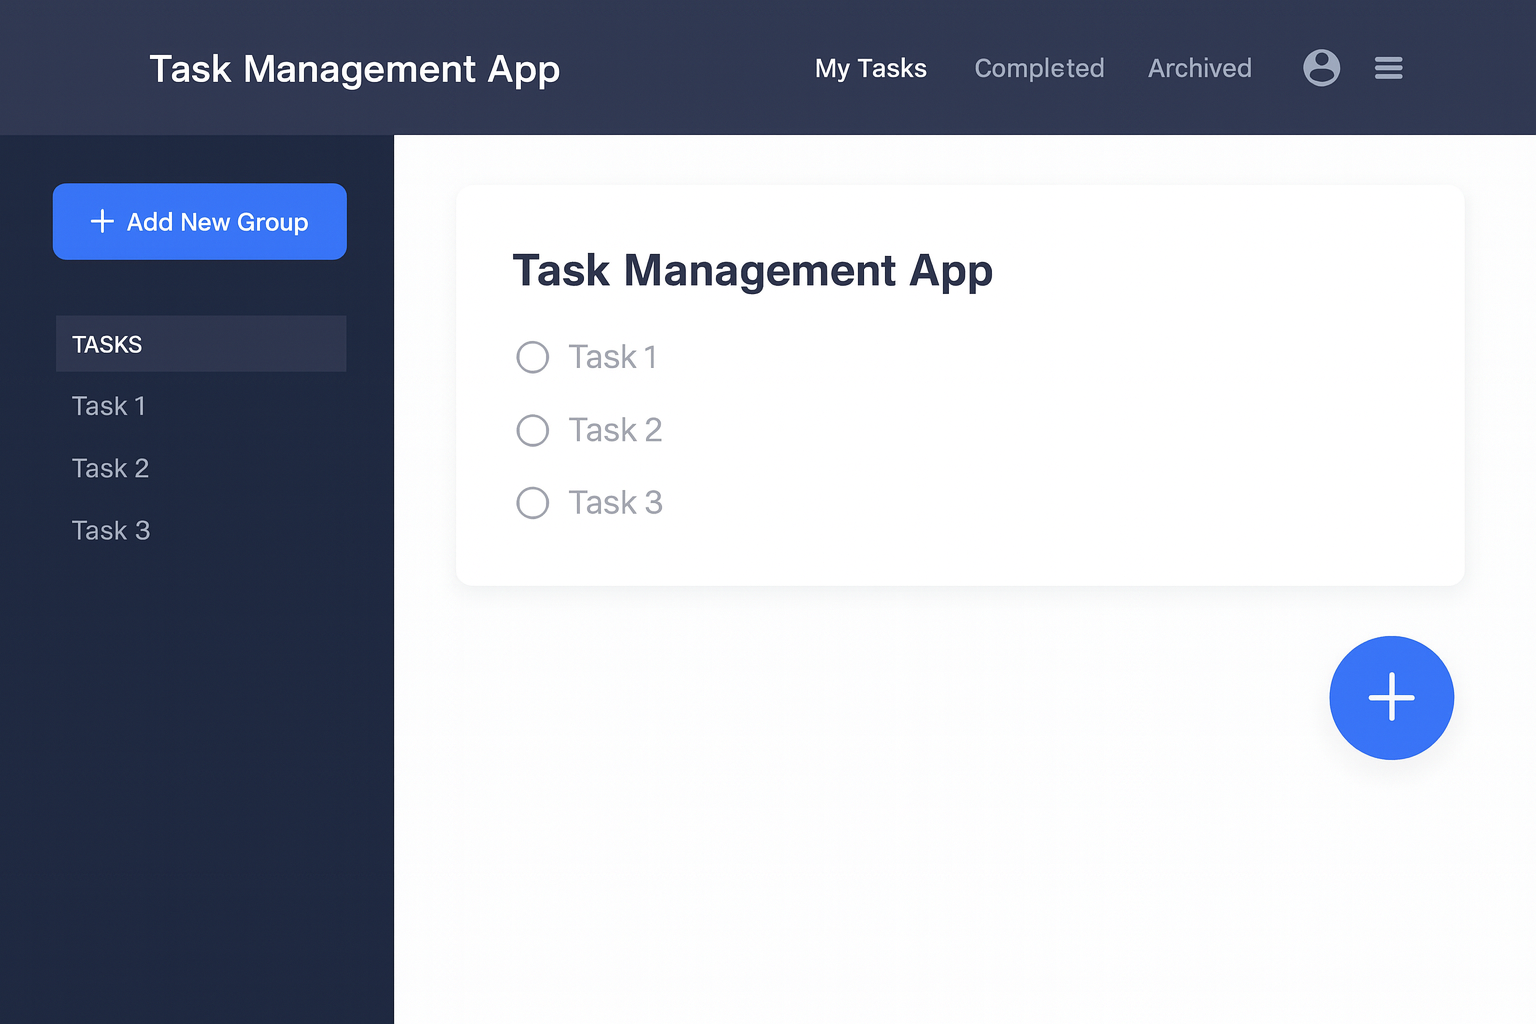 Task Management App
My Tasks
Completed
Archived
Add New Group
TASKS
Task 1
Task 2
Task 3
Task Management App
Task 1
Task 2
Task 3